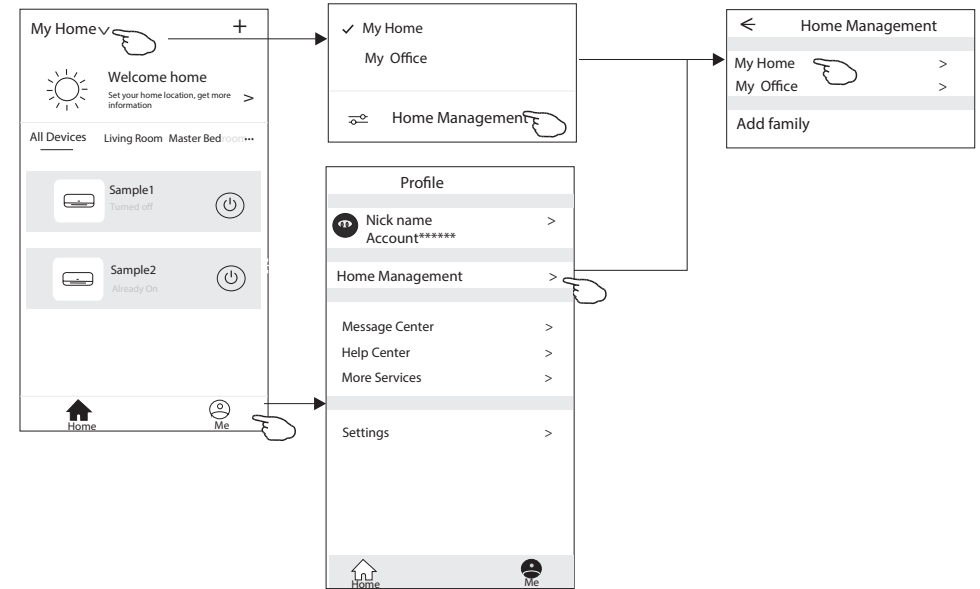 My Home
+
Welcome home
Set your home location, get more
information
>
All Devices Living Room Master Bedroom...
Sample1
Turned off
Sample2
Already On
Home
Me
✓ My Home
My Office
Home Management
Profile
Nick name >
Account******
Home Management >
Message Center >
Help Center >
More Services >
Settings >
Home
Me
Home Management
My Home >
My Office >
Add family